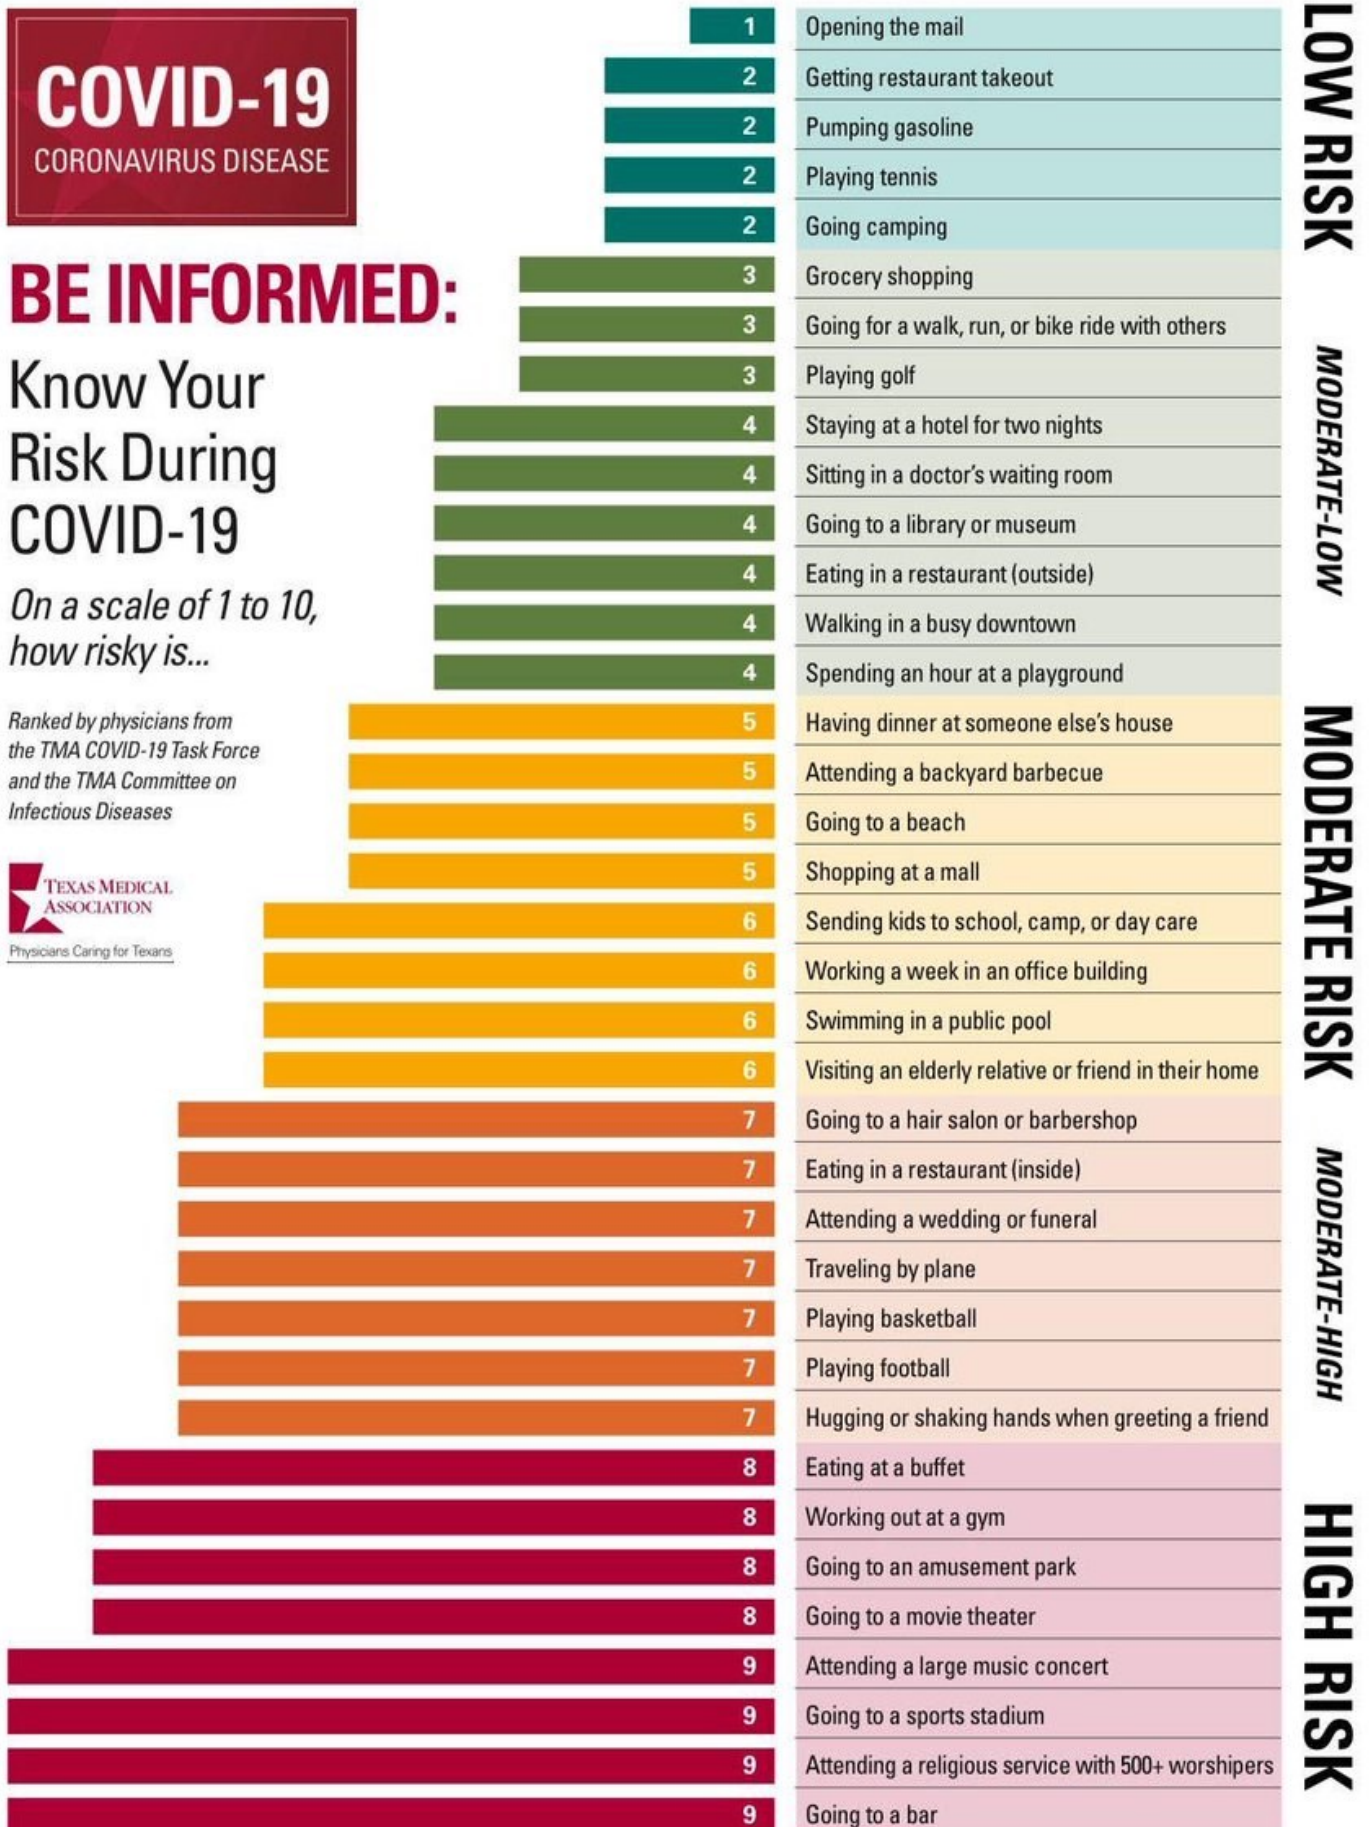 COVID-19
CORONAVIRUS DISEASE
BE INFORMED:
Know Your
Risk During
COVID-19
On a scale of 1 to 10,
how risky is...
Ranked by physicians from
the TMA COVID-19 Task Force
and the TMA Committee on
Infectious Diseases
TEXAS MEDICAL
ASSOCIATION
Physicians Caring for Texans
LOW RISK
1 Opening the mail
2 Getting restaurant takeout
2 Pumping gasoline
2 Playing tennis
2 Going camping
MODERATE-LOW
3 Grocery shopping
3 Going for a walk, run, or bike ride with others
3 Playing golf
4 Staying at a hotel for two nights
4 Sitting in a doctor's waiting room
4 Going to a library or museum
4 Eating in a restaurant (outside)
4 Walking in a busy downtown
4 Spending an hour at a playground
MODERATE RISK
5 Having dinner at someone else's house
5 Attending a backyard barbecue
5 Going to a beach
5 Shopping at a mall
6 Sending kids to school, camp, or day care
6 Working a week in an office building
6 Swimming in a public pool
6 Visiting an elderly relative or friend in their home
MODERATE-HIGH
7 Going to a hair salon or barbershop
7 Eating in a restaurant (inside)
7 Attending a wedding or funeral
7 Traveling by plane
7 Playing basketball
7 Playing football
7 Hugging or shaking hands when greeting a friend
HIGH RISK
8 Eating at a buffet
8 Working out at a gym
8 Going to an amusement park
8 Going to a movie theater
9 Attending a large music concert
9 Going to a sports stadium
9 Attending a religious service with 500+ worshipers
9 Going to a bar